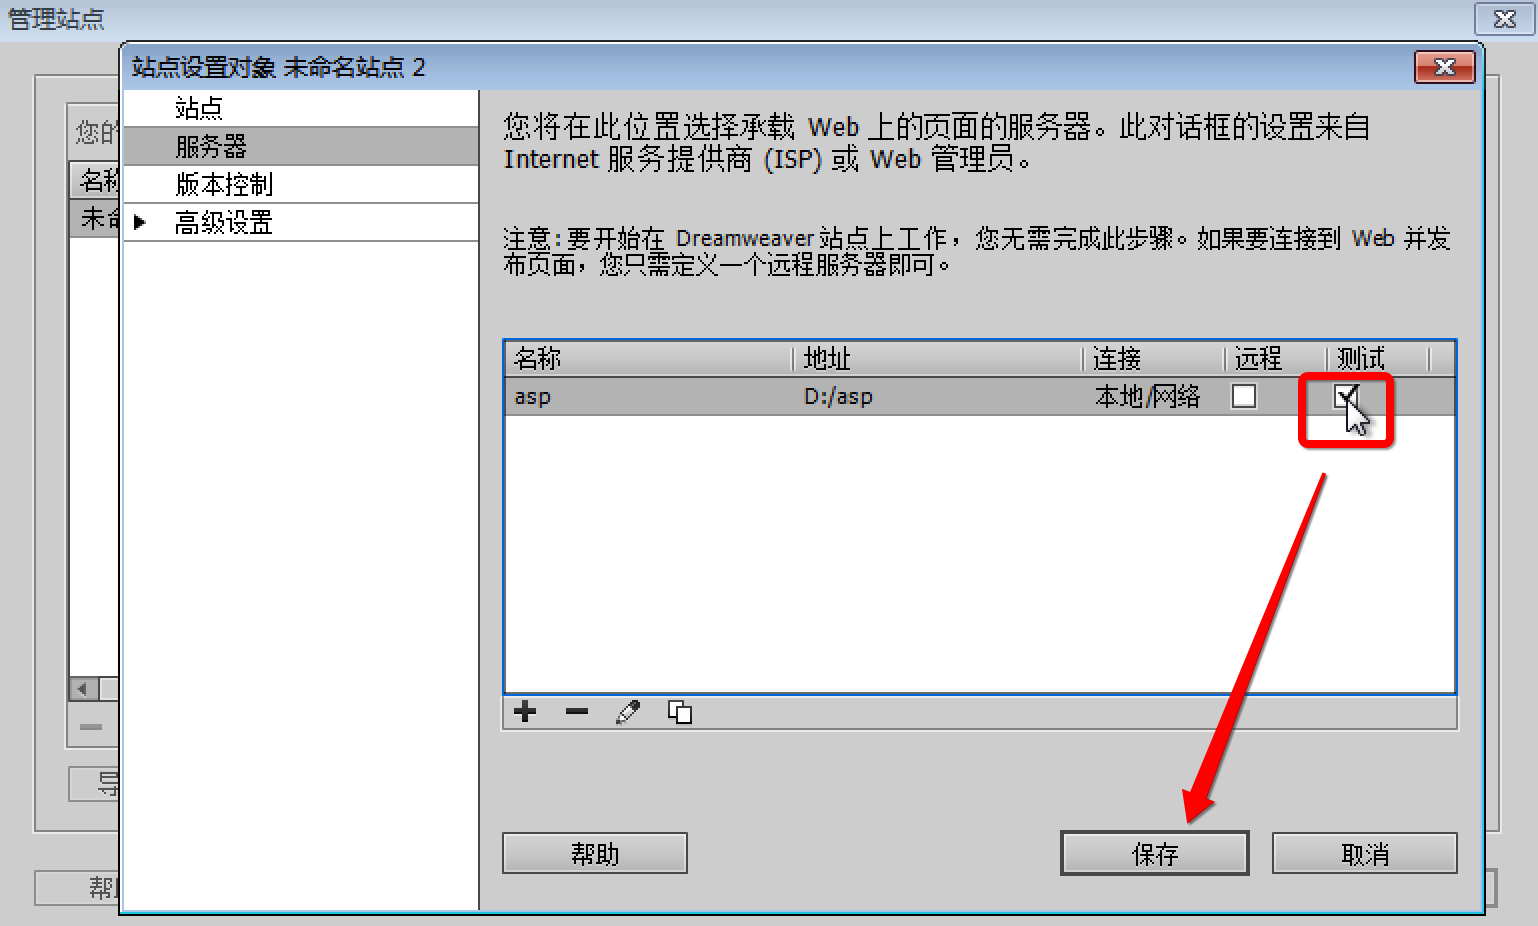 管理站点
站点设置对象 未命名站点 2
站点
服务器
版本控制
高级设置
您的
名称
未命
导
帮助
您将在此位置选择承载 Web 上的页面的服务器。此对话框的设置来自
Internet 服务提供商 (ISP) 或 Web 管理员。
注意:要开始在 Dreamweaver 站点上工作，您无需完成此步骤。如果要连接到 Web 并发
布页面，您只需定义一个远程服务器即可。
名称 地址 连接 远程 测试
asp D:/asp 本地/网络
帮助 保存 取消